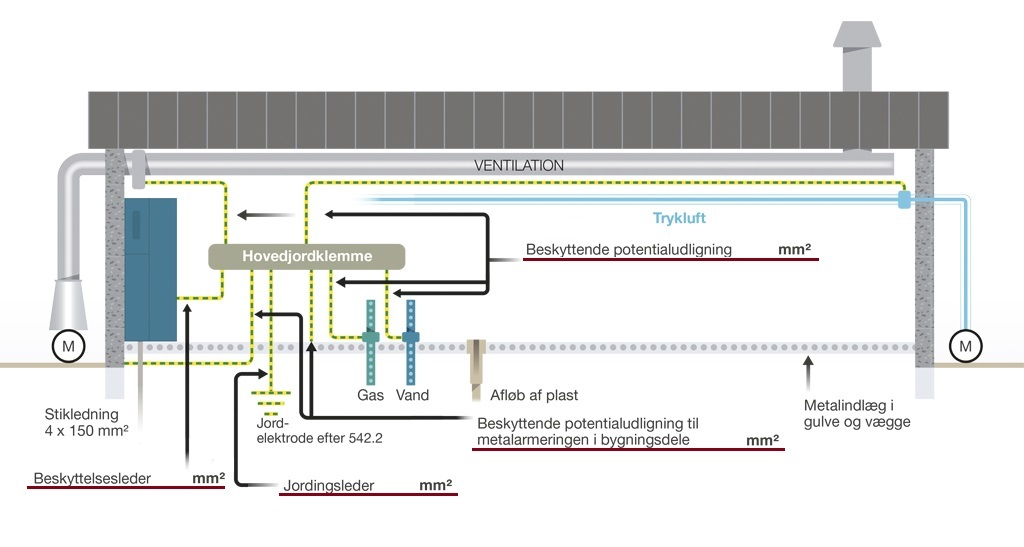 VENTILATION
Trykluft
Hovedjordklemme
Beskyttende potentialudligning mm²
M
M
Gas
Vand
Afløb af plast
Stikledning
4 x 150 mm²
Jord-
elektrode efter 542.2
Beskyttende potentialudligning til
metalarmeringen i bygningsdele mm²
Metalindlæg i
gulve og vægge
Beskyttelsesleder mm²
Jordingsleder mm²